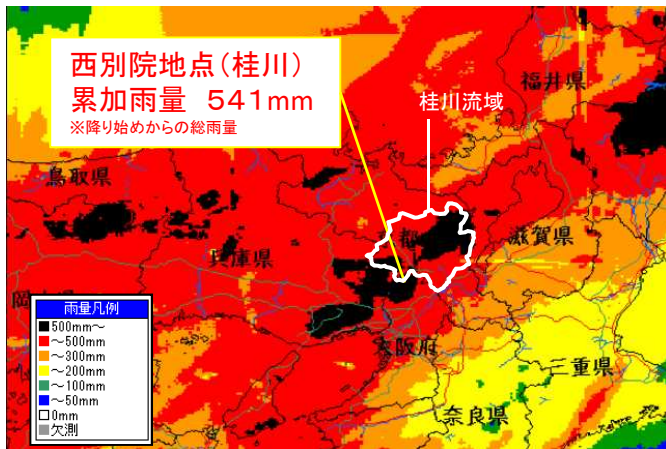 西別院地点(桂川)
累加雨量 541mm
※降り始めからの総雨量
桂川流域
福井県
鳥取県
兵庫県
都
滋賀県
大阪府
三重県
奈良県
岡
雨量凡例
500mm～
～500mm
～300mm
～200mm
～100mm
～50mm
0mm
欠測